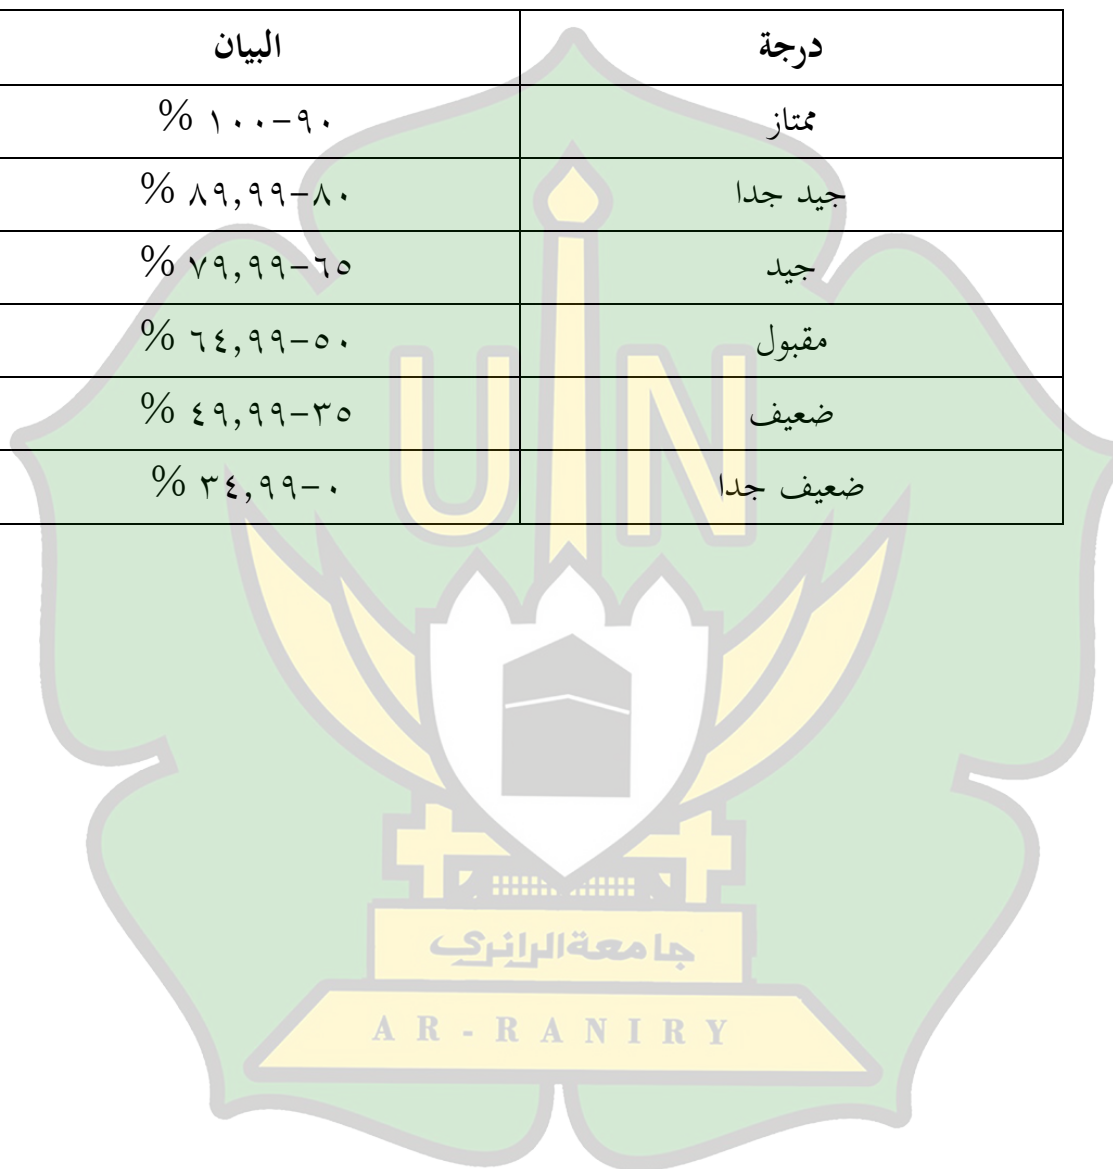 درجة البيان
ممتاز ٩٠-١٠٠ %
جيد جدا ٨٠-٨٩,٩٩ %
جيد ٦٥-٧٩,٩٩ %
مقبول ٥٠-٦٤,٩٩ %
ضعيف ٣٥-٤٩,٩٩ %
ضعيف جدا ٠-٣٤,٩٩ %
UIN
جامعة الرانري
AR-RANIRY